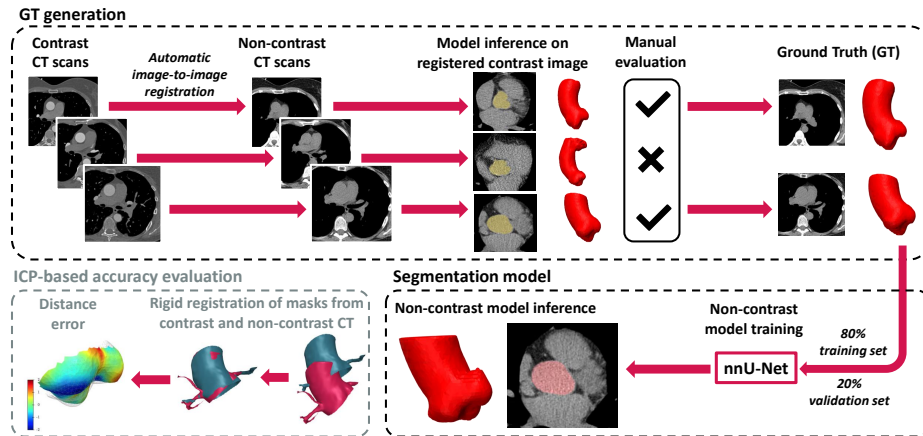 GT generation
Contrast
CT scans
Automatic
image-to-image
registration
Non-contrast
CT scans
Model inference on
registered contrast image
Manual
evaluation
Ground Truth (GT)
ICP-based accuracy evaluation
Distance
error
Rigid registration of masks from
contrast and non-contrast CT
Segmentation model
Non-contrast model inference
Non-contrast
model training
nnU-Net
80%
training set
20%
validation set